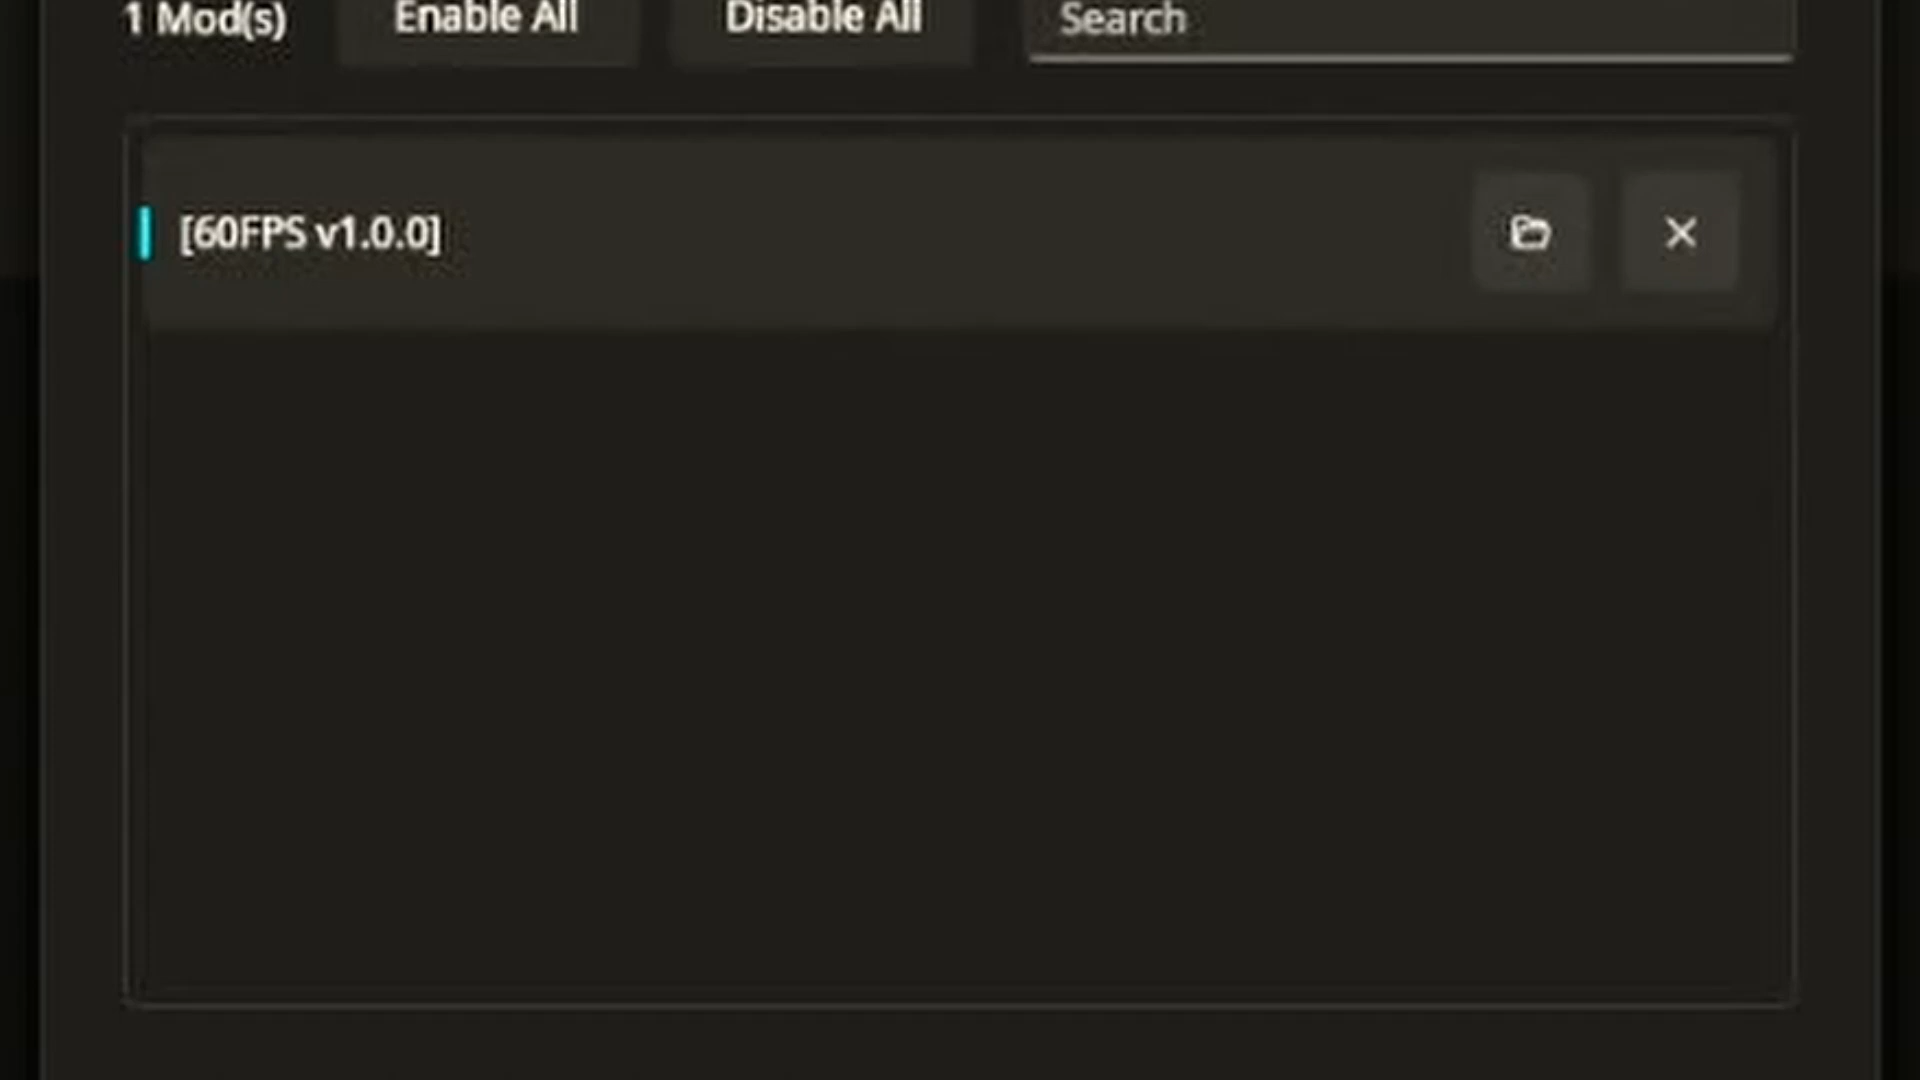 1 Mod(s) Enable All Disable All Search
[60FPS v1.0.0]